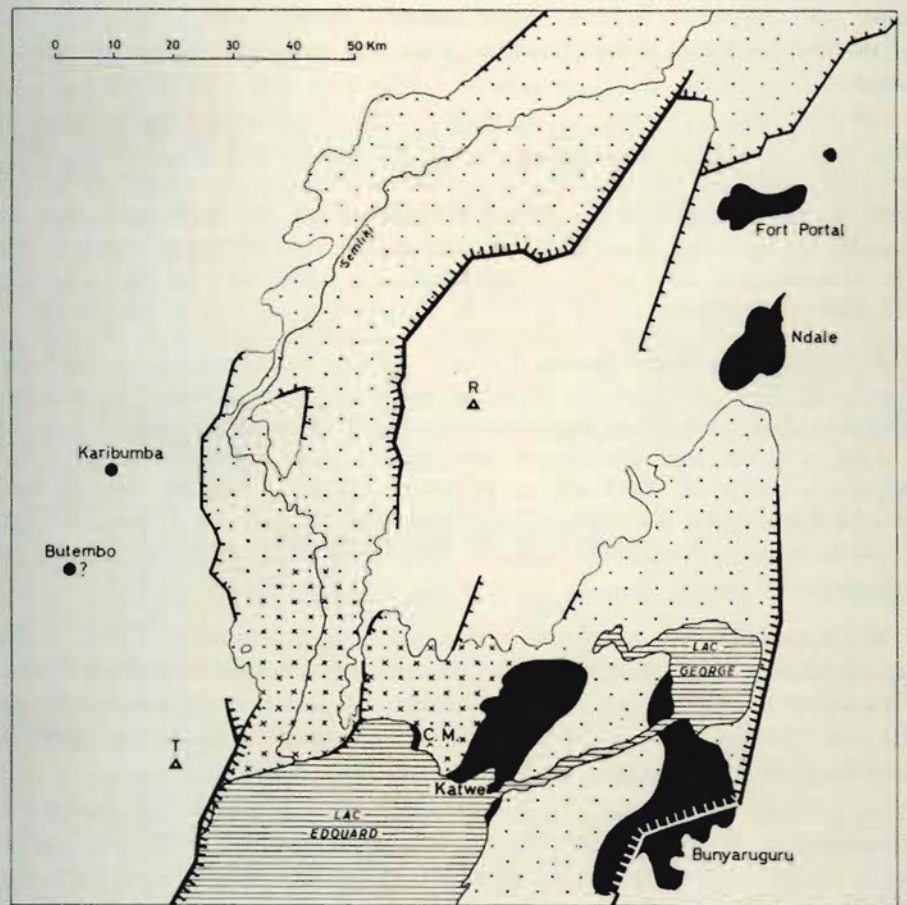 0 10 20 30 40 50 Km
Semliki
Fort Portal
Ndale
R
Karibumba
Butembo
?
LAC
GEORGE
T
C. M.
Katwe
LAC
EDOUARD
Bunyaruguru